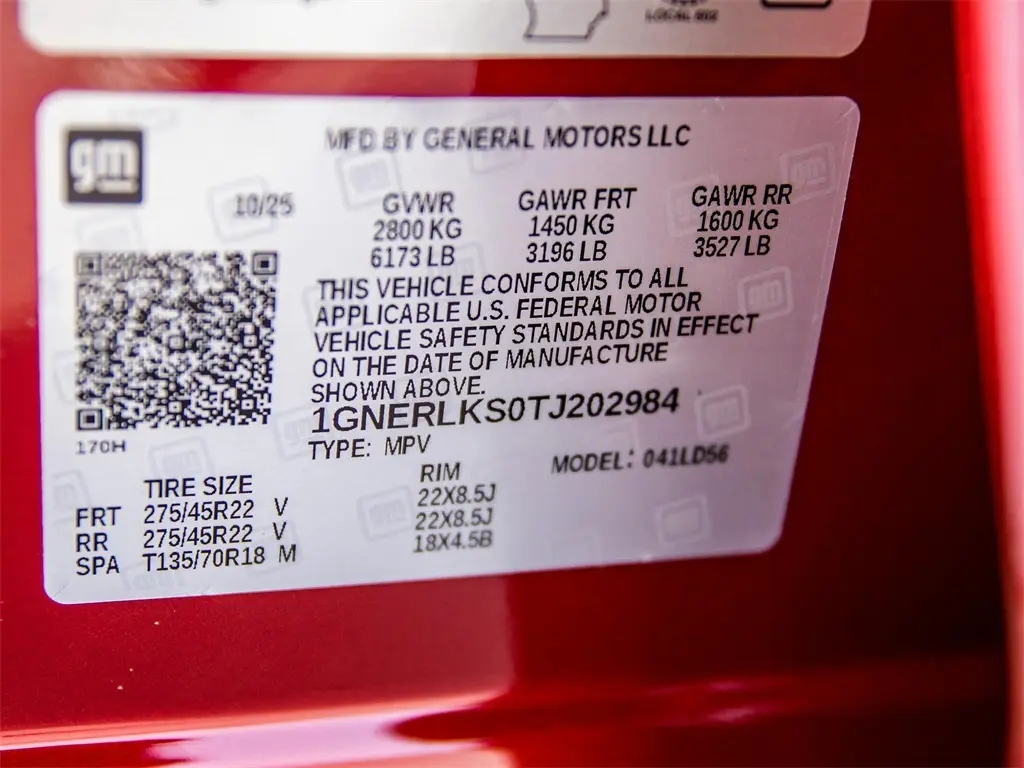 LOCAL 602
gm
MFD BY GENERAL MOTORS LLC
10/25
GVWR GAWR FRT GAWR RR
2800 KG 1450 KG 1600 KG
6173 LB 3196 LB 3527 LB
THIS VEHICLE CONFORMS TO ALL
APPLICABLE U.S. FEDERAL MOTOR
VEHICLE SAFETY STANDARDS IN EFFECT
ON THE DATE OF MANUFACTURE
SHOWN ABOVE.
1GNERLKS0TJ202984
170H
TYPE: MPV MODEL: 041LD56
TIRE SIZE RIM
FRT 275/45R22 V 22X8.5J
RR 275/45R22 V 22X8.5J
SPA T135/70R18 M 18X4.5B